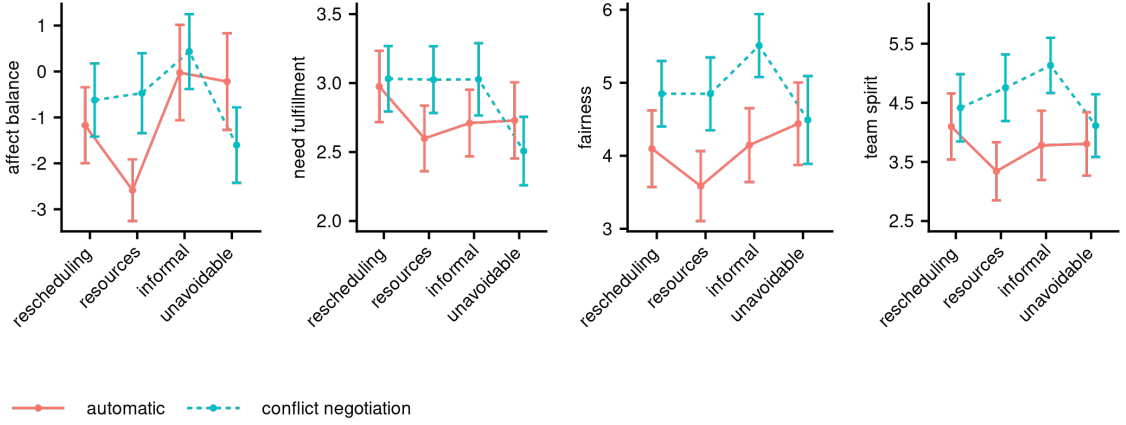 affect balance
1
0
-1
-2
-3
rescheduling
resources
informal
unavoidable
need fulfillment
3.5
3.0
2.5
2.0
rescheduling
resources
informal
unavoidable
fairness
6
5
4
3
rescheduling
resources
informal
unavoidable
team spirit
5.5
4.5
3.5
2.5
rescheduling
resources
informal
unavoidable
automatic
conflict negotiation